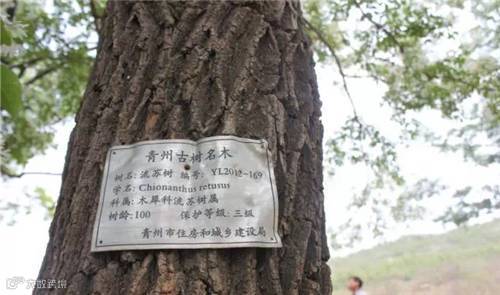 青州古树名木
树名：流苏树 编号：YL2012-169
学名：Chionanthus retusus
科属：木犀科流苏树属
树龄：100 保护等级：三级
青州市住房和城乡建设局